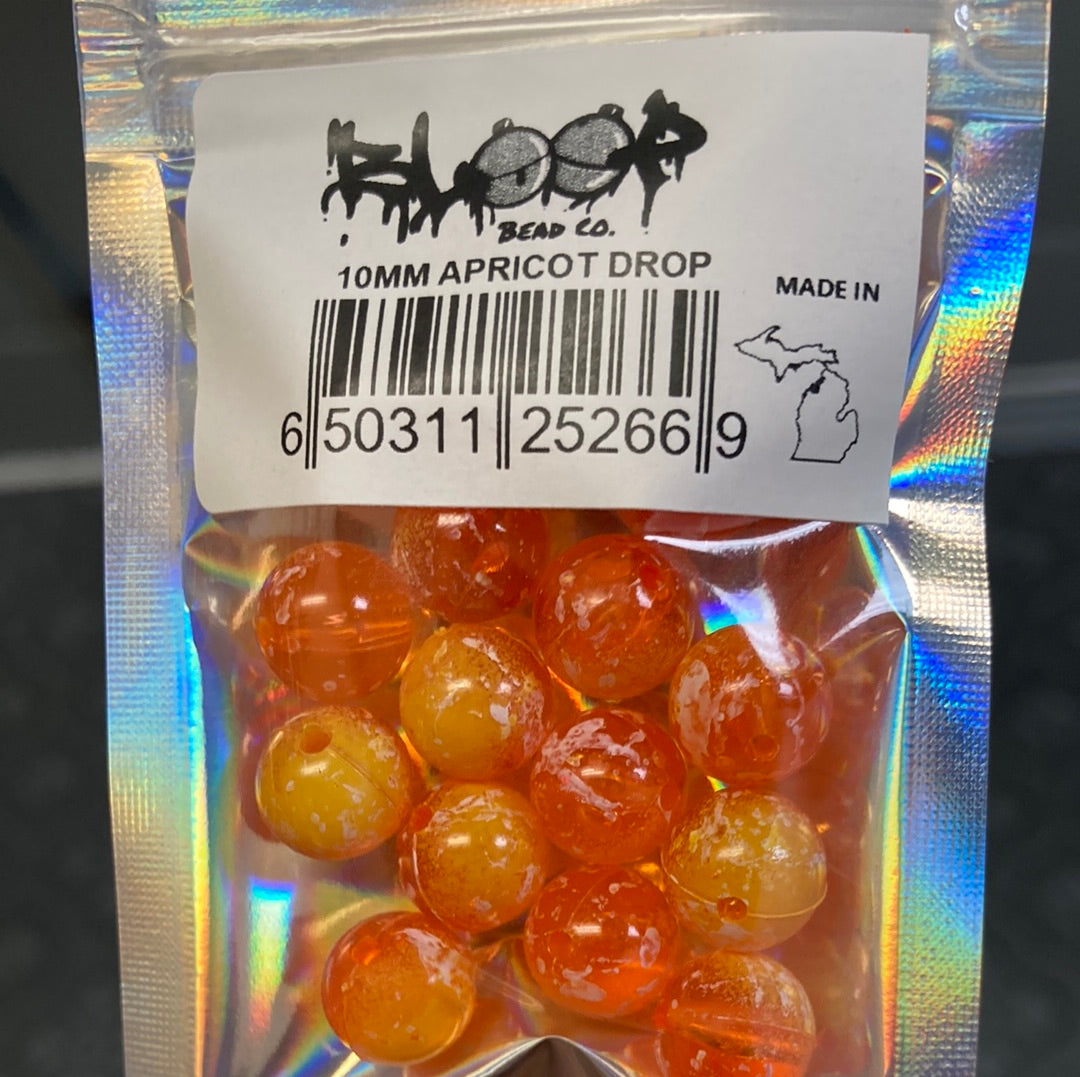 BLOOP
BEAD CO.
10MM APRICOT DROP
MADE IN
6 50311 25266 9